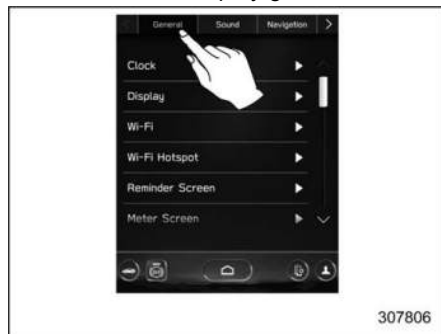 General Sound Navigation
Clock
Display
Wi-Fi
Wi-Fi Hotspot
Reminder Screen
Meter Screen
307806